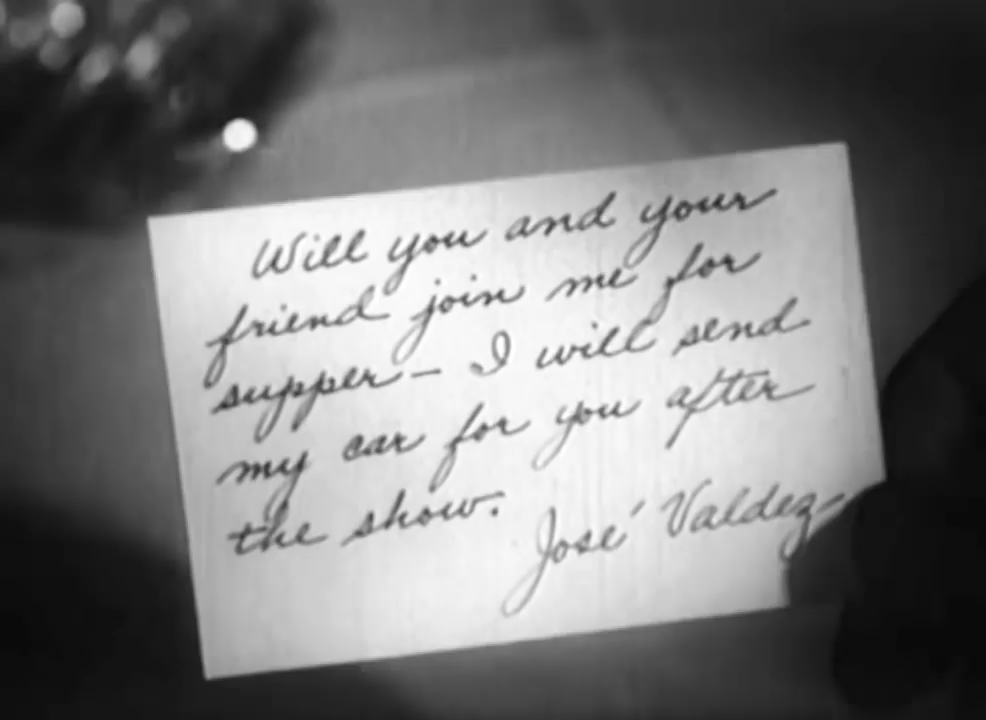 Will you and your
friend join me for
supper – I will send
my car for you after
the show.
José Valdez